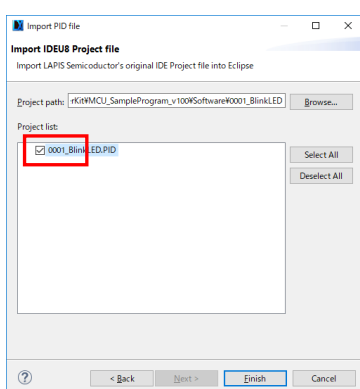 Import PID file
Import IDEU8 Project file
Import LAPIS Semiconductor's original IDE Project file into Eclipse
Project path: rKit¥MCU_SampleProgram_v100¥Software¥0001_BlinkLED Browse...
Project list:
0001_BlinkLED.PID
Select All
Deselect All
< Back Next > Finish Cancel